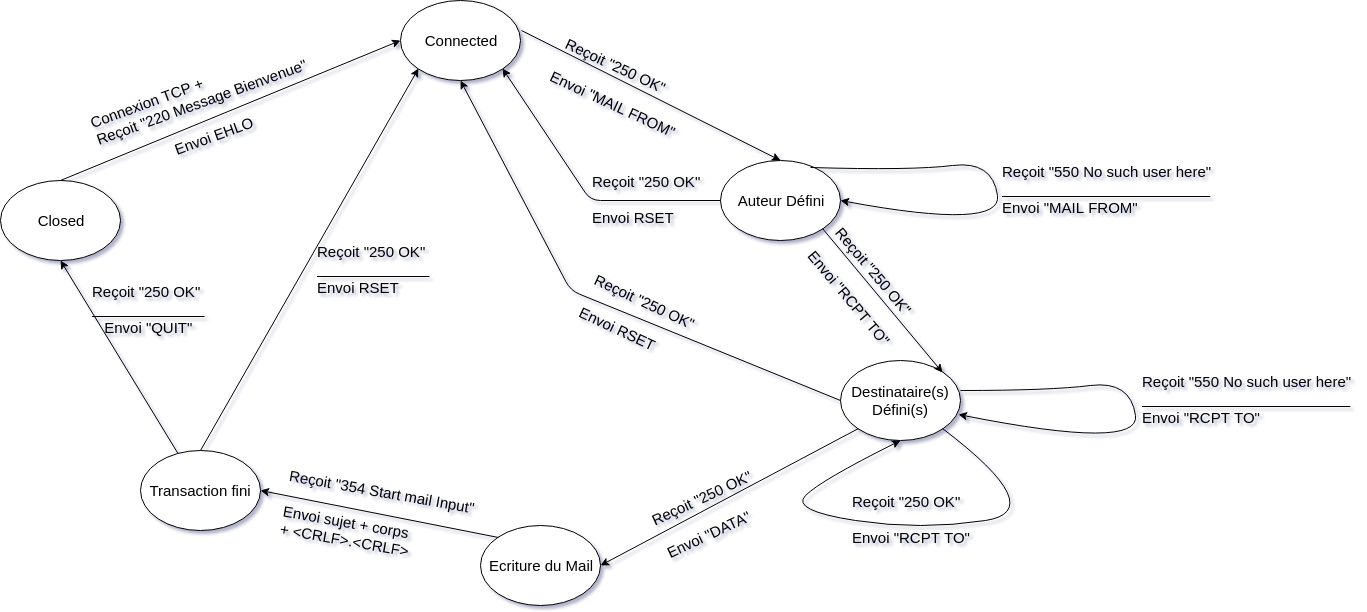 Connected
Reçoit "250 OK"
Envoi "MAIL FROM"
Connexion TCP +
Reçoit "220 Message Bienvenue"
Envoi EHLO
Closed
Reçoit "250 OK"
Envoi RSET
Auteur Défini
Reçoit "550 No such user here"
Envoi "MAIL FROM"
Reçoit "250 OK"
Envoi "RCPT TO"
Reçoit "250 OK"
Envoi RSET
Reçoit "250 OK"
Envoi "QUIT"
Reçoit "250 OK"
Envoi RSET
Destinataire(s)
Défini(s)
Reçoit "550 No such user here"
Envoi "RCPT TO"
Transaction fini
Reçoit "354 Start mail Input"
Envoi sujet + corps
+ <CRLF>.<CRLF>
Reçoit "250 OK"
Envoi "DATA"
Reçoit "250 OK"
Envoi "RCPT TO"
Ecriture du Mail